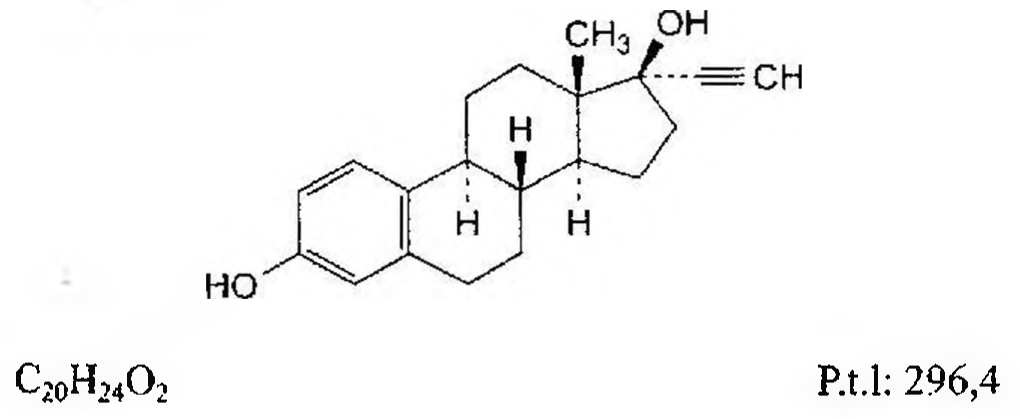 CH₃
OH
CH
H
H
H
HO
C₂₀H₂₄O₂
P.t.l: 296,4